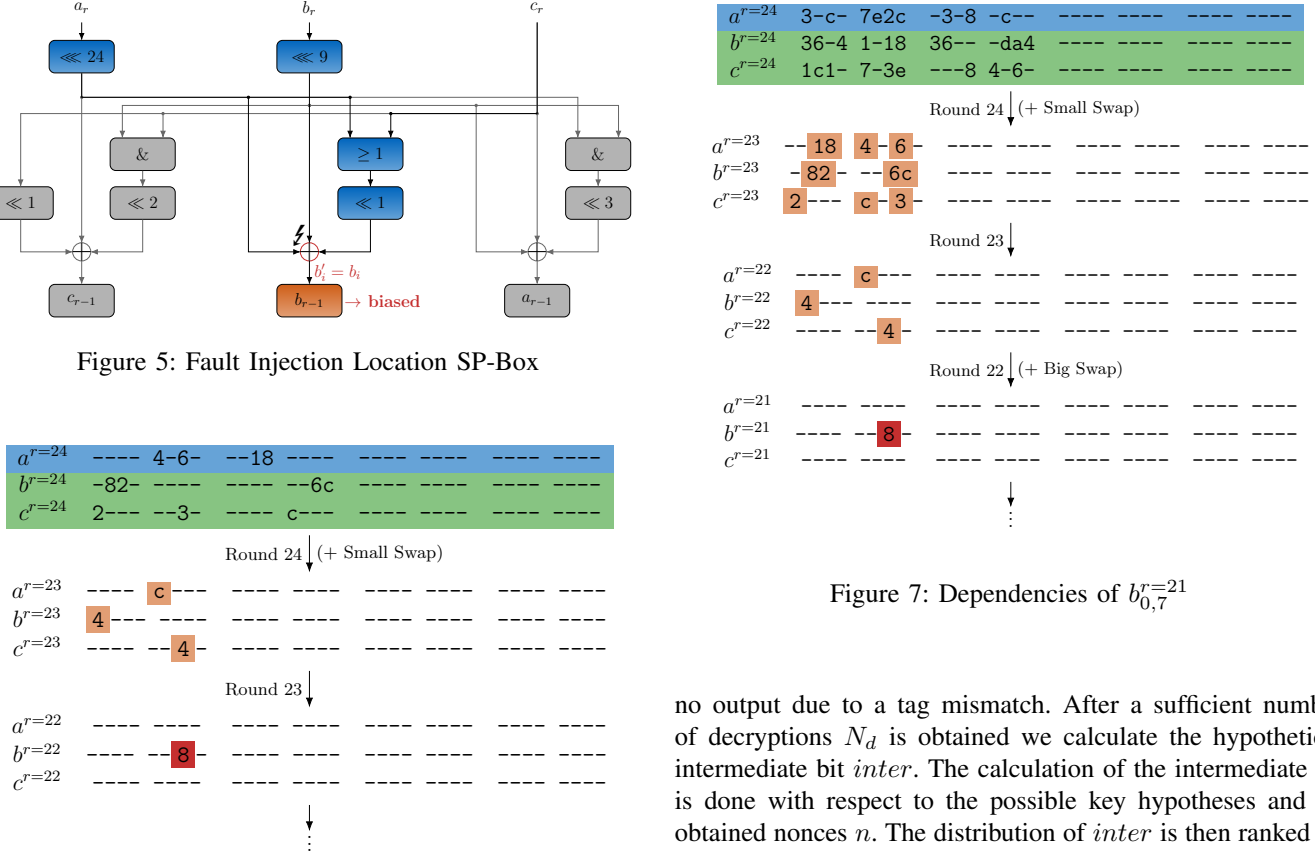 a_r b_r c_r
⋘ 24 ⋘ 9
& ≥ 1 &
≪ 1 ≪ 2 ≪ 1 ≪ 3
b'_i = b_i
c_{r−1} b_{r−1} → biased a_{r−1}
Figure 5: Fault Injection Location SP-Box
a^{r=24} ---- 4-6- --18 ---- ---- ---- ---- ----
b^{r=24} -82- ---- ---- --6c ---- ---- ---- ----
c^{r=24} 2--- --3- ---- c--- ---- ---- ---- ----
Round 24 (+ Small Swap)
a^{r=23} ---- c--- ---- ---- ---- ---- ---- ----
b^{r=23} 4--- ---- ---- ---- ---- ---- ---- ----
c^{r=23} ---- --4- ---- ---- ---- ---- ---- ----
Round 23
a^{r=22} ---- ---- ---- ---- ---- ---- ---- ----
b^{r=22} ---- --8- ---- ---- ---- ---- ---- ----
c^{r=22} ---- ---- ---- ---- ---- ---- ---- ----
⋮
a^{r=24} 3-c- 7e2c -3-8 -c-- ---- ---- ---- ----
b^{r=24} 36-4 1-18 36-- -da4 ---- ---- ---- ----
c^{r=24} 1c1- 7-3e ---8 4-6- ---- ---- ---- ----
Round 24 (+ Small Swap)
a^{r=23} --18 4-6- ---- ---- ---- ---- ---- ----
b^{r=23} -82- --6c ---- ---- ---- ---- ---- ----
c^{r=23} 2--- c-3- ---- ---- ---- ---- ---- ----
Round 23
a^{r=22} ---- c--- ---- ---- ---- ---- ---- ----
b^{r=22} 4--- ---- ---- ---- ---- ---- ---- ----
c^{r=22} ---- --4- ---- ---- ---- ---- ---- ----
Round 22 (+ Big Swap)
a^{r=21} ---- ---- ---- ---- ---- ---- ---- ----
b^{r=21} ---- --8- ---- ---- ---- ---- ---- ----
c^{r=21} ---- ---- ---- ---- ---- ---- ---- ----
⋮
Figure 7: Dependencies of b^{r=21}_{0,7}
no output due to a tag mismatch. After a sufficient numb
of decryptions N_d is obtained we calculate the hypothetic
intermediate bit inter. The calculation of the intermediate
is done with respect to the possible key hypotheses and
obtained nonces n. The distribution of inter is then ranked